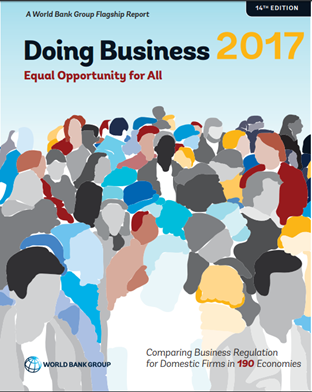 A World Bank Group Flagship Report
14TH EDITION
Doing Business 2017
Equal Opportunity for All
WORLD BANK GROUP
Comparing Business Regulation
for Domestic Firms in 190 Economies